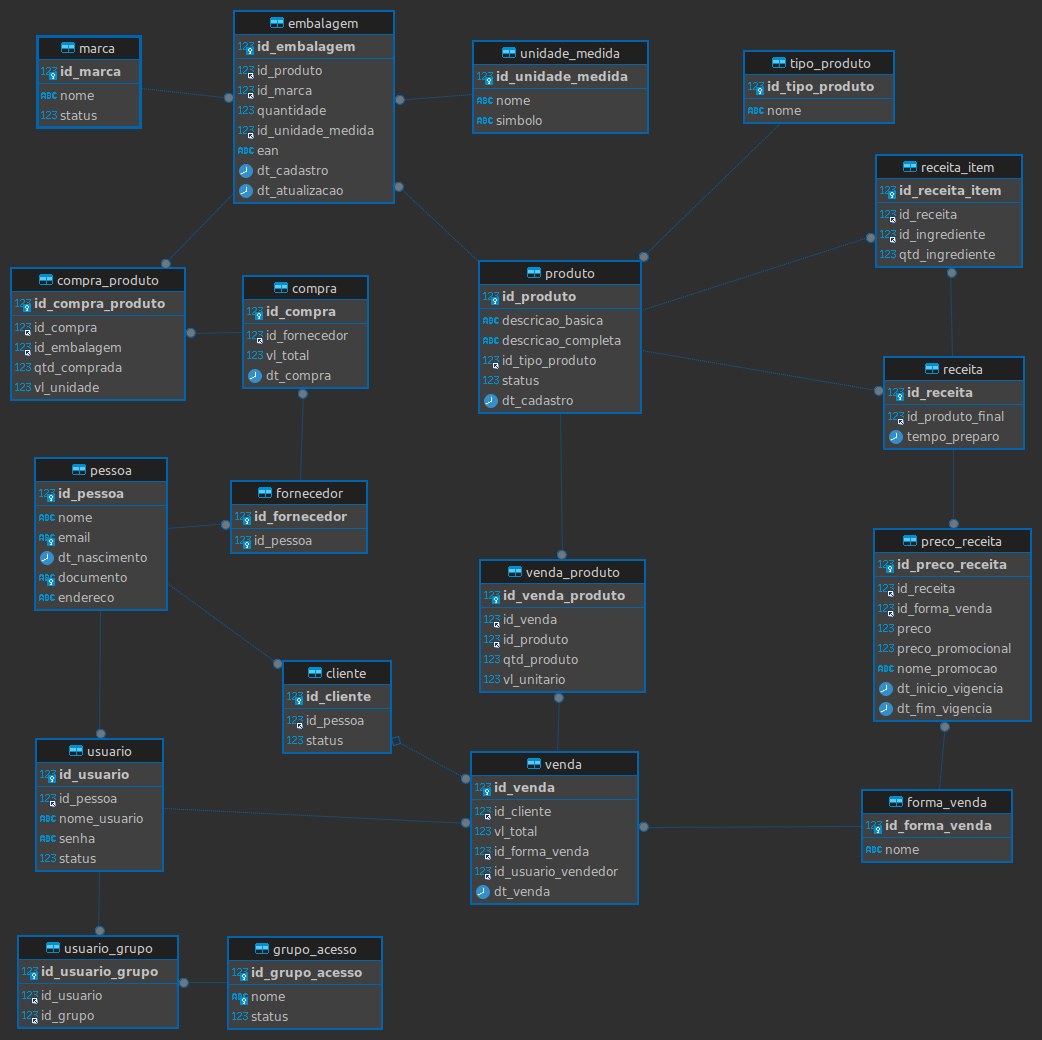 marca
id_marca
nome
status
embalagem
id_embalagem
id_produto
id_marca
quantidade
id_unidade_medida
ean
dt_cadastro
dt_atualizacao
unidade_medida
id_unidade_medida
nome
simbolo
tipo_produto
id_tipo_produto
nome
receita_item
id_receita_item
id_receita
id_ingrediente
qtd_ingrediente
compra_produto
id_compra_produto
id_compra
id_embalagem
qtd_comprada
vl_unidade
compra
id_compra
id_fornecedor
vl_total
dt_compra
produto
id_produto
descricao_basica
descricao_completa
id_tipo_produto
status
dt_cadastro
receita
id_receita
id_produto_final
tempo_preparo
pessoa
id_pessoa
nome
email
dt_nascimento
documento
endereco
fornecedor
id_fornecedor
id_pessoa
venda_produto
id_venda_produto
id_venda
id_produto
qtd_produto
vl_unitario
preco_receita
id_preco_receita
id_receita
id_forma_venda
preco
preco_promocional
nome_promocao
dt_inicio_vigencia
dt_fim_vigencia
cliente
id_cliente
id_pessoa
status
usuario
id_usuario
id_pessoa
nome_usuario
senha
status
venda
id_venda
id_cliente
vl_total
id_forma_venda
id_usuario_vendedor
dt_venda
forma_venda
id_forma_venda
nome
usuario_grupo
id_usuario_grupo
id_usuario
id_grupo
grupo_acesso
id_grupo_acesso
nome
status